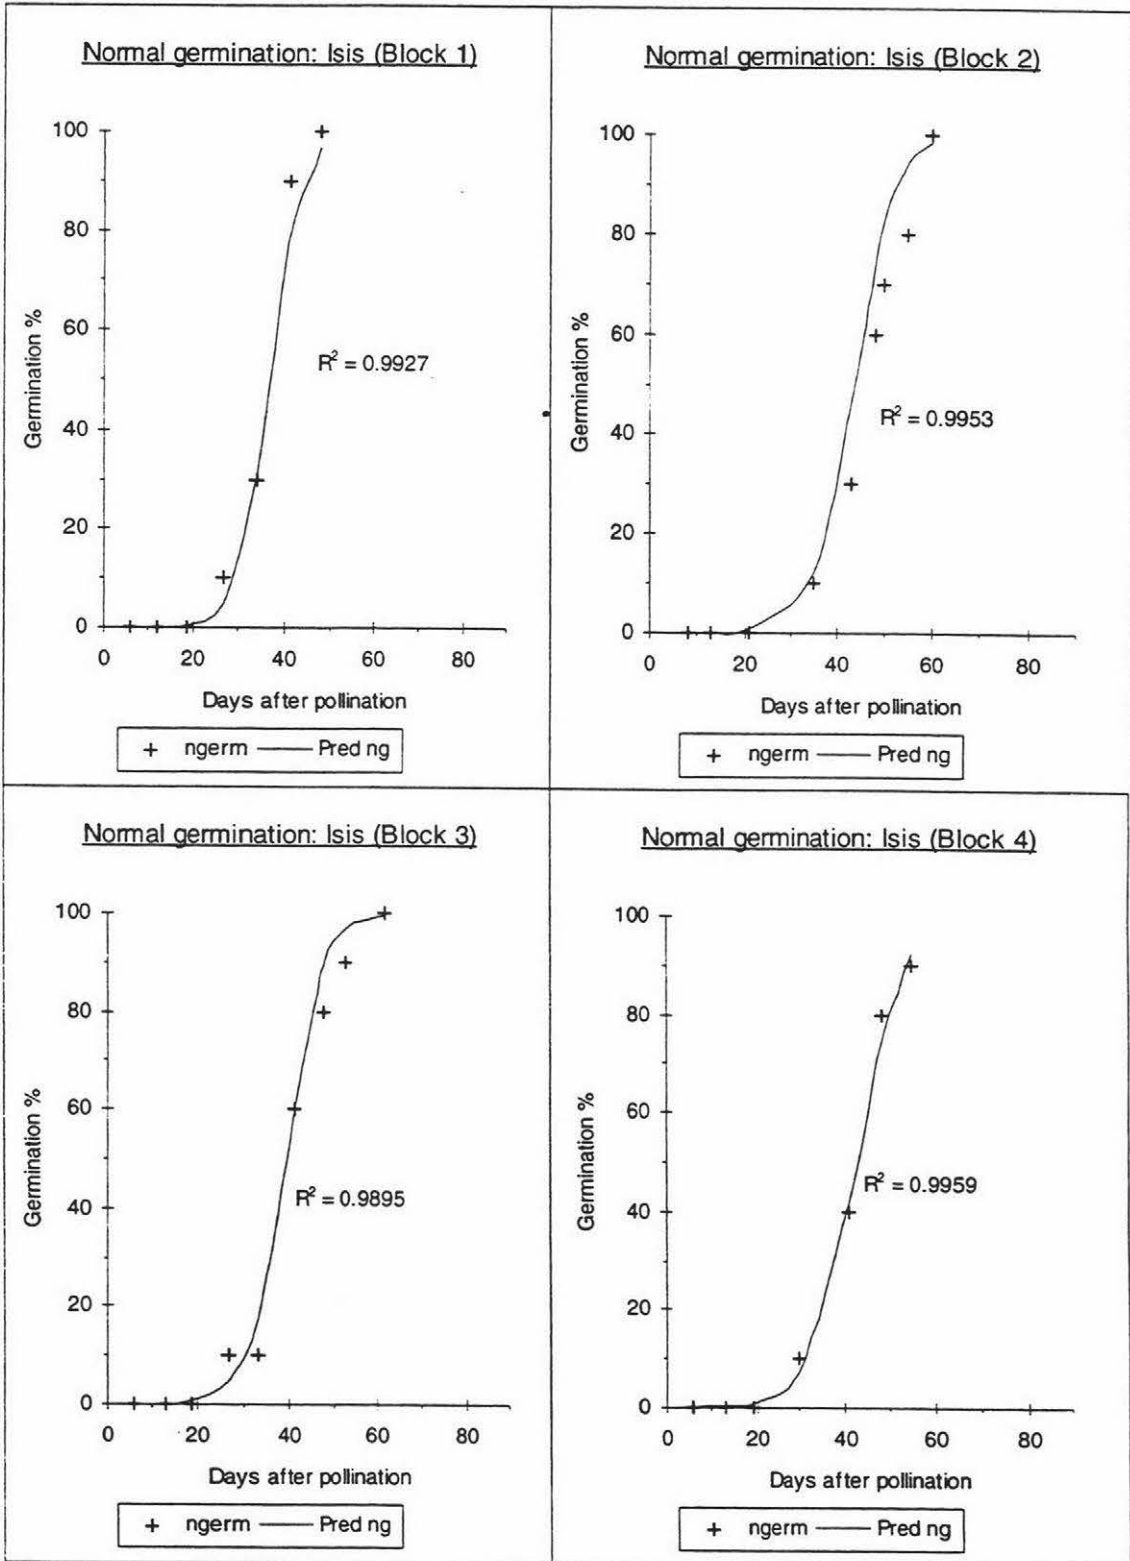 Normal germination: Isis (Block 1)
100
80
60
40
20
0
Germination %
R² = 0.9927
0 20 40 60 80
Days after pollination
+ ngerm — Pred ng
Normal germination: Isis (Block 2)
100
80
60
40
20
0
Germination %
R² = 0.9953
0 20 40 60 80
Days after pollination
+ ngerm — Pred ng
Normal germination: Isis (Block 3)
100
80
60
40
20
0
Germination %
R² = 0.9895
0 20 40 60 80
Days after pollination
+ ngerm — Pred ng
Normal germination: Isis (Block 4)
100
80
60
40
20
0
Germination %
R² = 0.9959
0 20 40 60 80
Days after pollination
+ ngerm — Pred ng